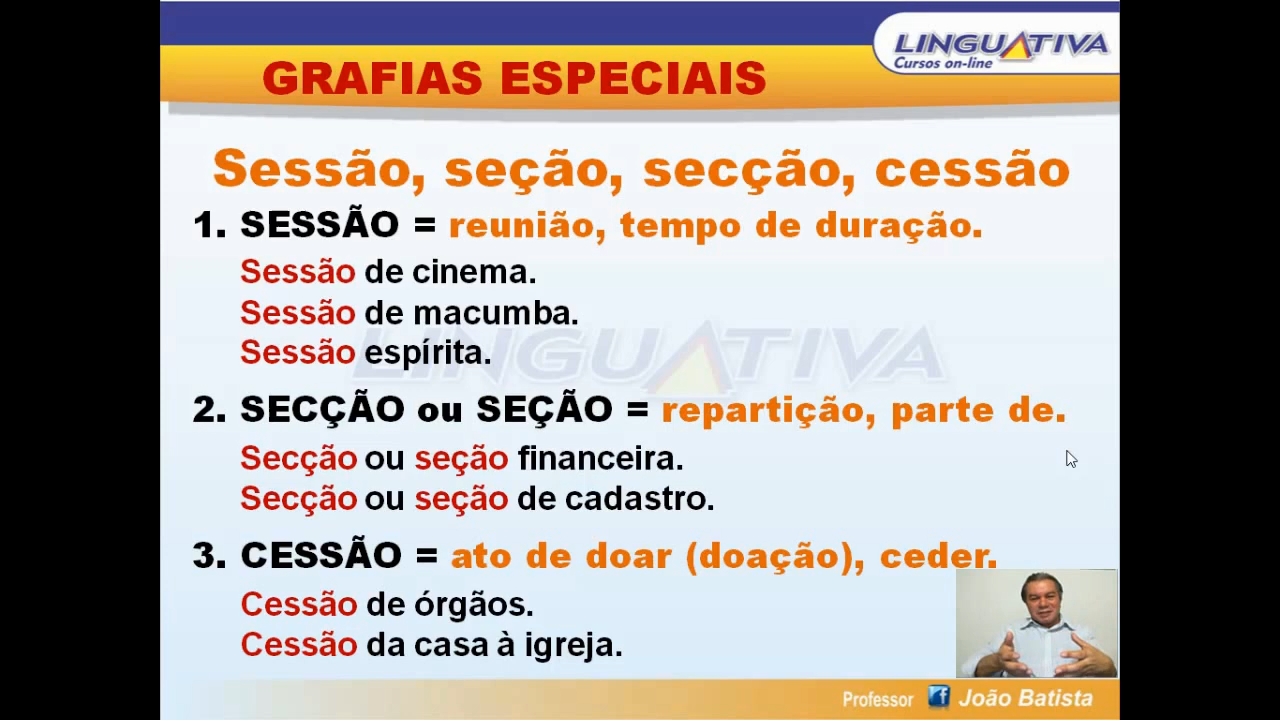 LINGUATIVA
Cursos on-line
GRAFIAS ESPECIAIS
Sessão, seção, secção, cessão
1. SESSÃO = reunião, tempo de duração.
Sessão de cinema.
Sessão de macumba.
Sessão espírita.
LINGUATIVA
2. SECÇÃO ou SEÇÃO = repartição, parte de.
Secção ou seção financeira.
Secção ou seção de cadastro.
3. CESSÃO = ato de doar (doação), ceder.
Cessão de órgãos.
Cessão da casa à igreja.
Professor f João Batista